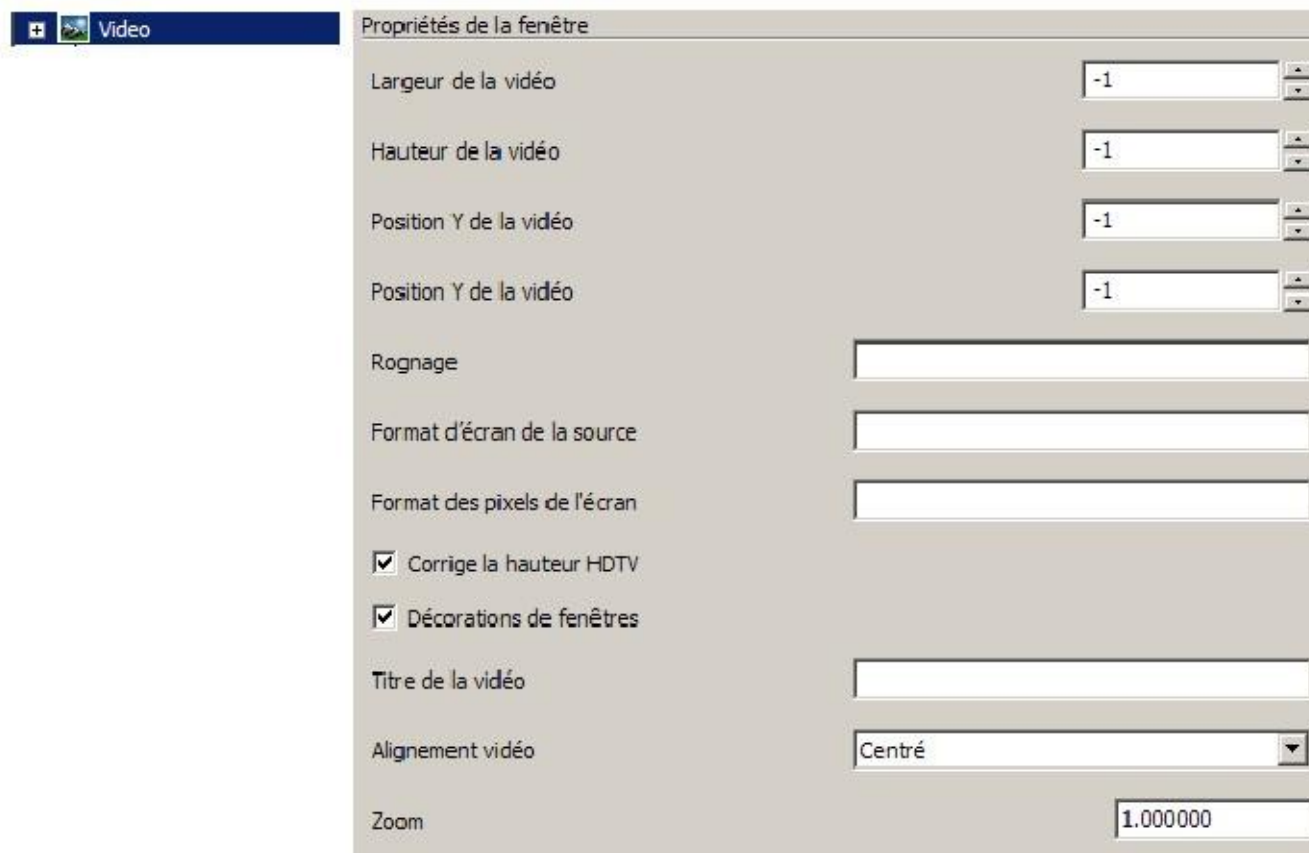 Video
Propriétés de la fenêtre
Largeur de la vidéo -1
Hauteur de la vidéo -1
Position Y de la vidéo -1
Position Y de la vidéo -1
Rognage
Format d'écran de la source
Format des pixels de l'écran
Corrige la hauteur HDTV
Décorations de fenêtres
Titre de la vidéo
Alignement vidéo Centré
Zoom 1.000000